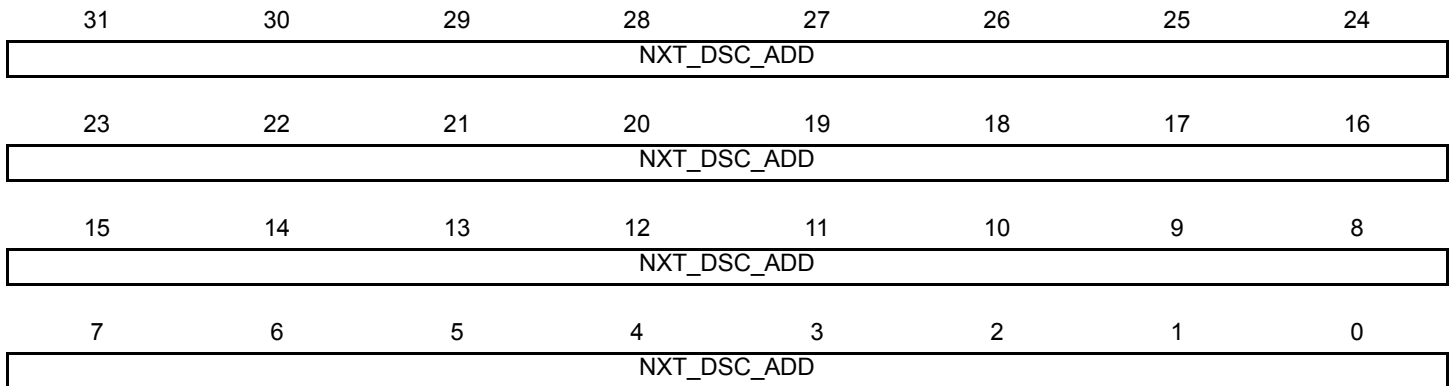 31 30 29 28 27 26 25 24
NXT_DSC_ADD
23 22 21 20 19 18 17 16
NXT_DSC_ADD
15 14 13 12 11 10 9 8
NXT_DSC_ADD
7 6 5 4 3 2 1 0
NXT_DSC_ADD